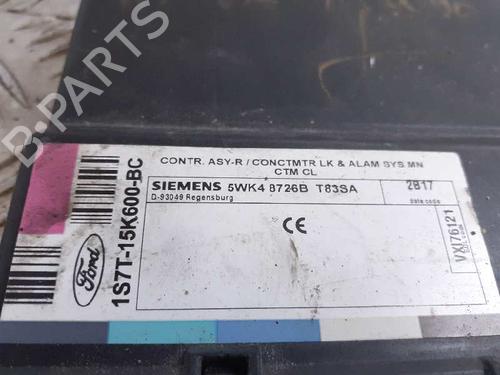 CONTR. ASY-R / CONCTMTR LK & ALAM SYS.MN
CTM CL
SIEMENS 5WK4 8726B T83SA
D-93049 Regensburg
2B17
date code
CE
VXI76121
Ford
1S7T-15K600-BC
B-PARTS